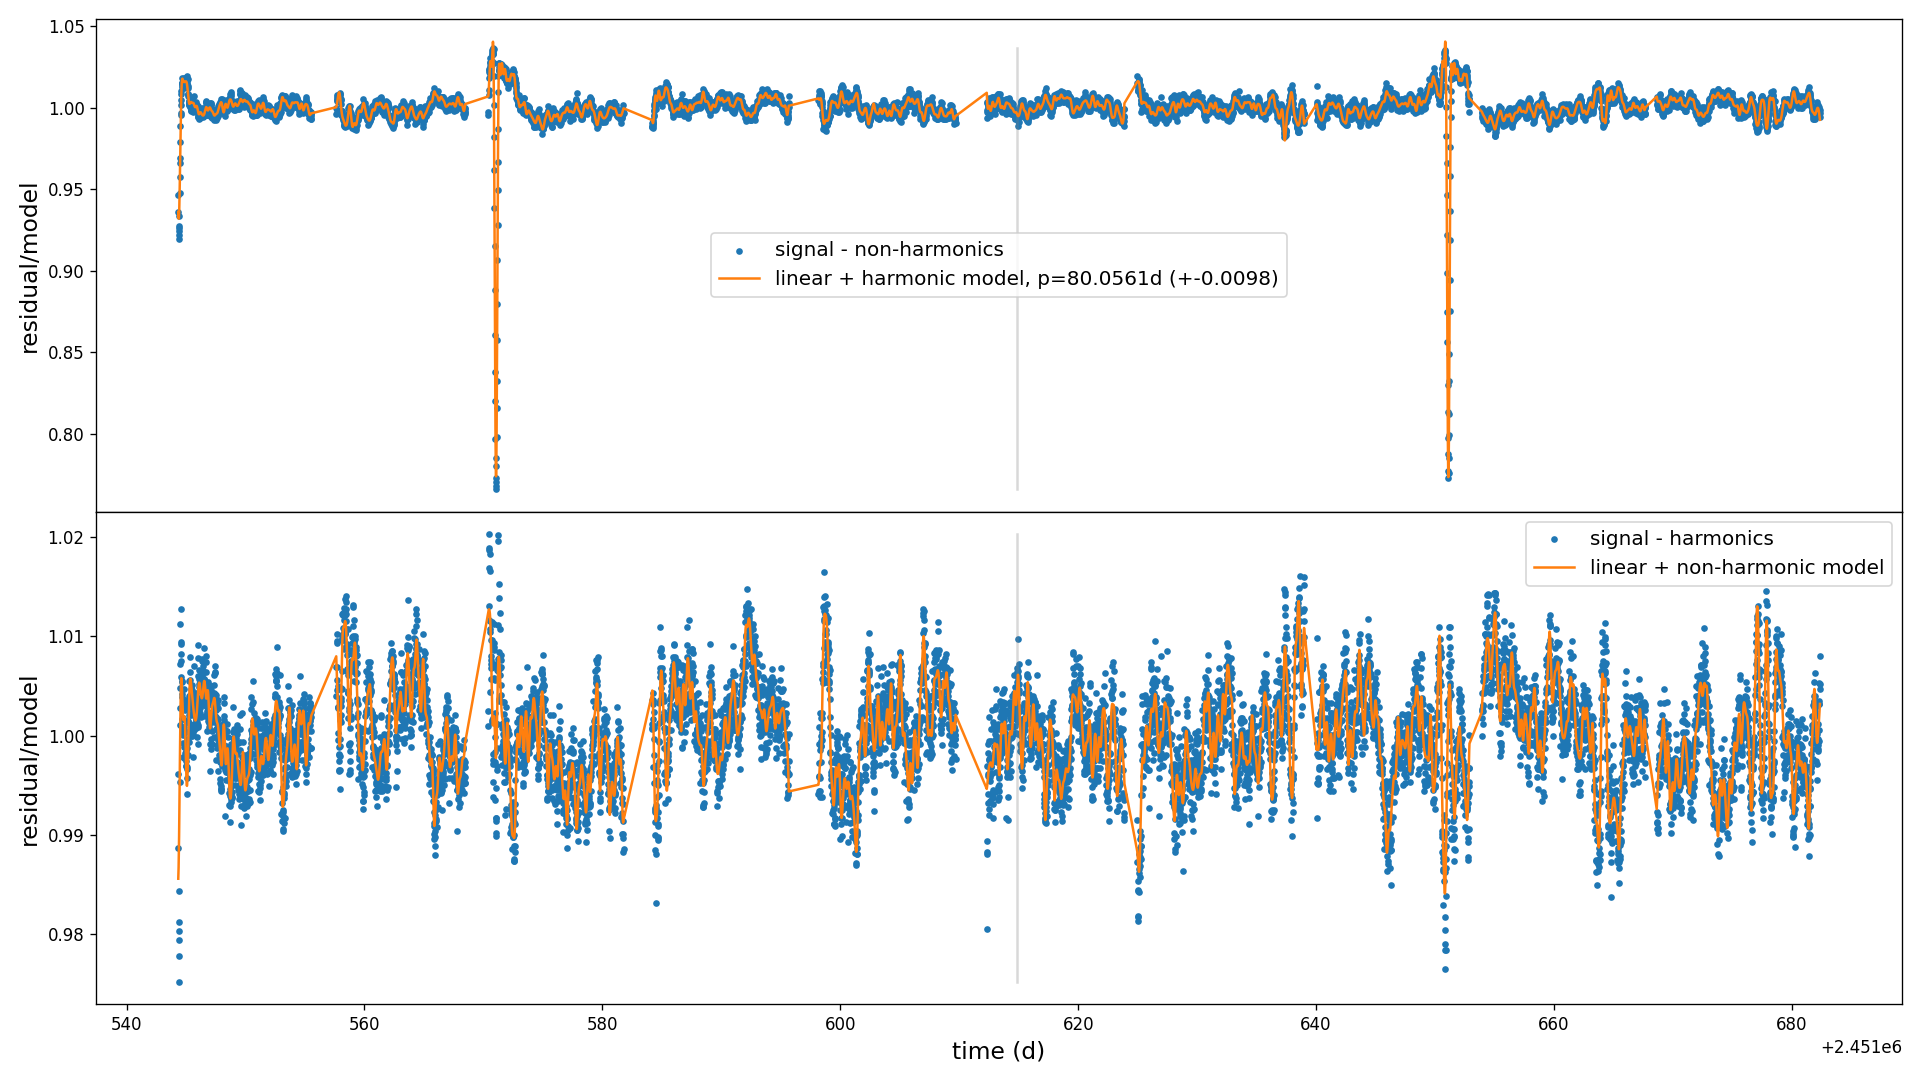 1.05
1.00
0.95
0.90
0.85
0.80
residual/model
signal - non-harmonics
linear + harmonic model, p=80.0561d (+-0.0098)
1.02
1.01
1.00
0.99
0.98
residual/model
signal - harmonics
linear + non-harmonic model
540 560 580 600 620 640 660 680
time (d)
+2.451e6